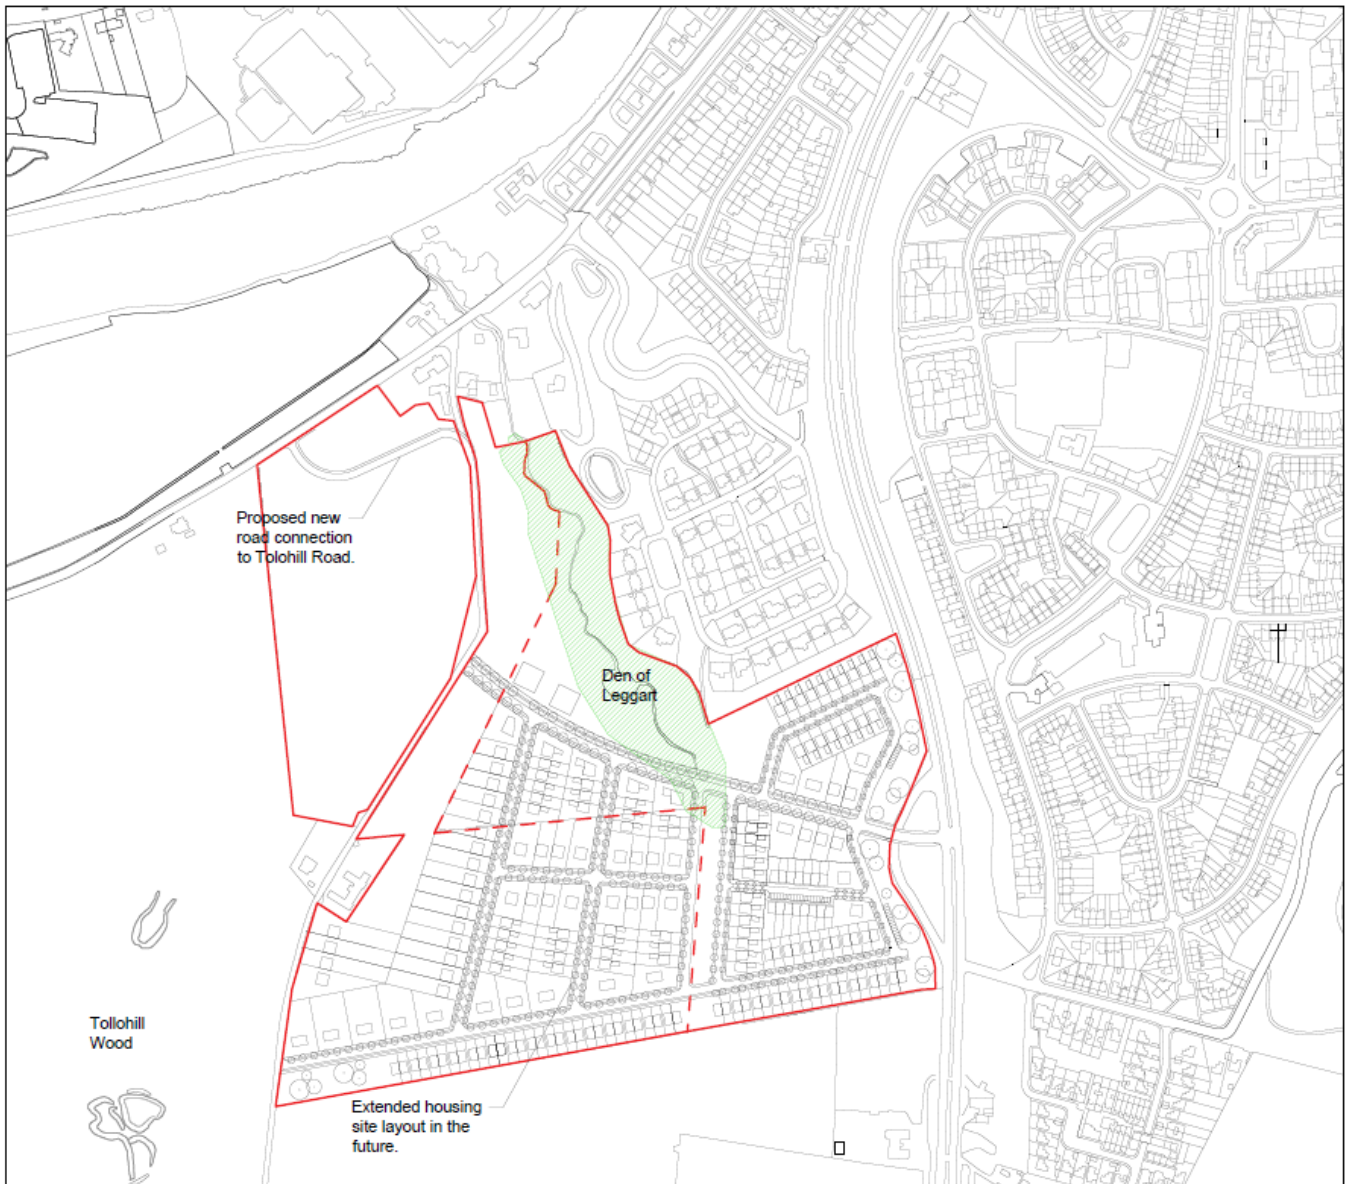 Proposed new
road connection
to Tolohill Road.
Den of
Leggart
Tollohill
Wood
Extended housing
site layout in the
future.